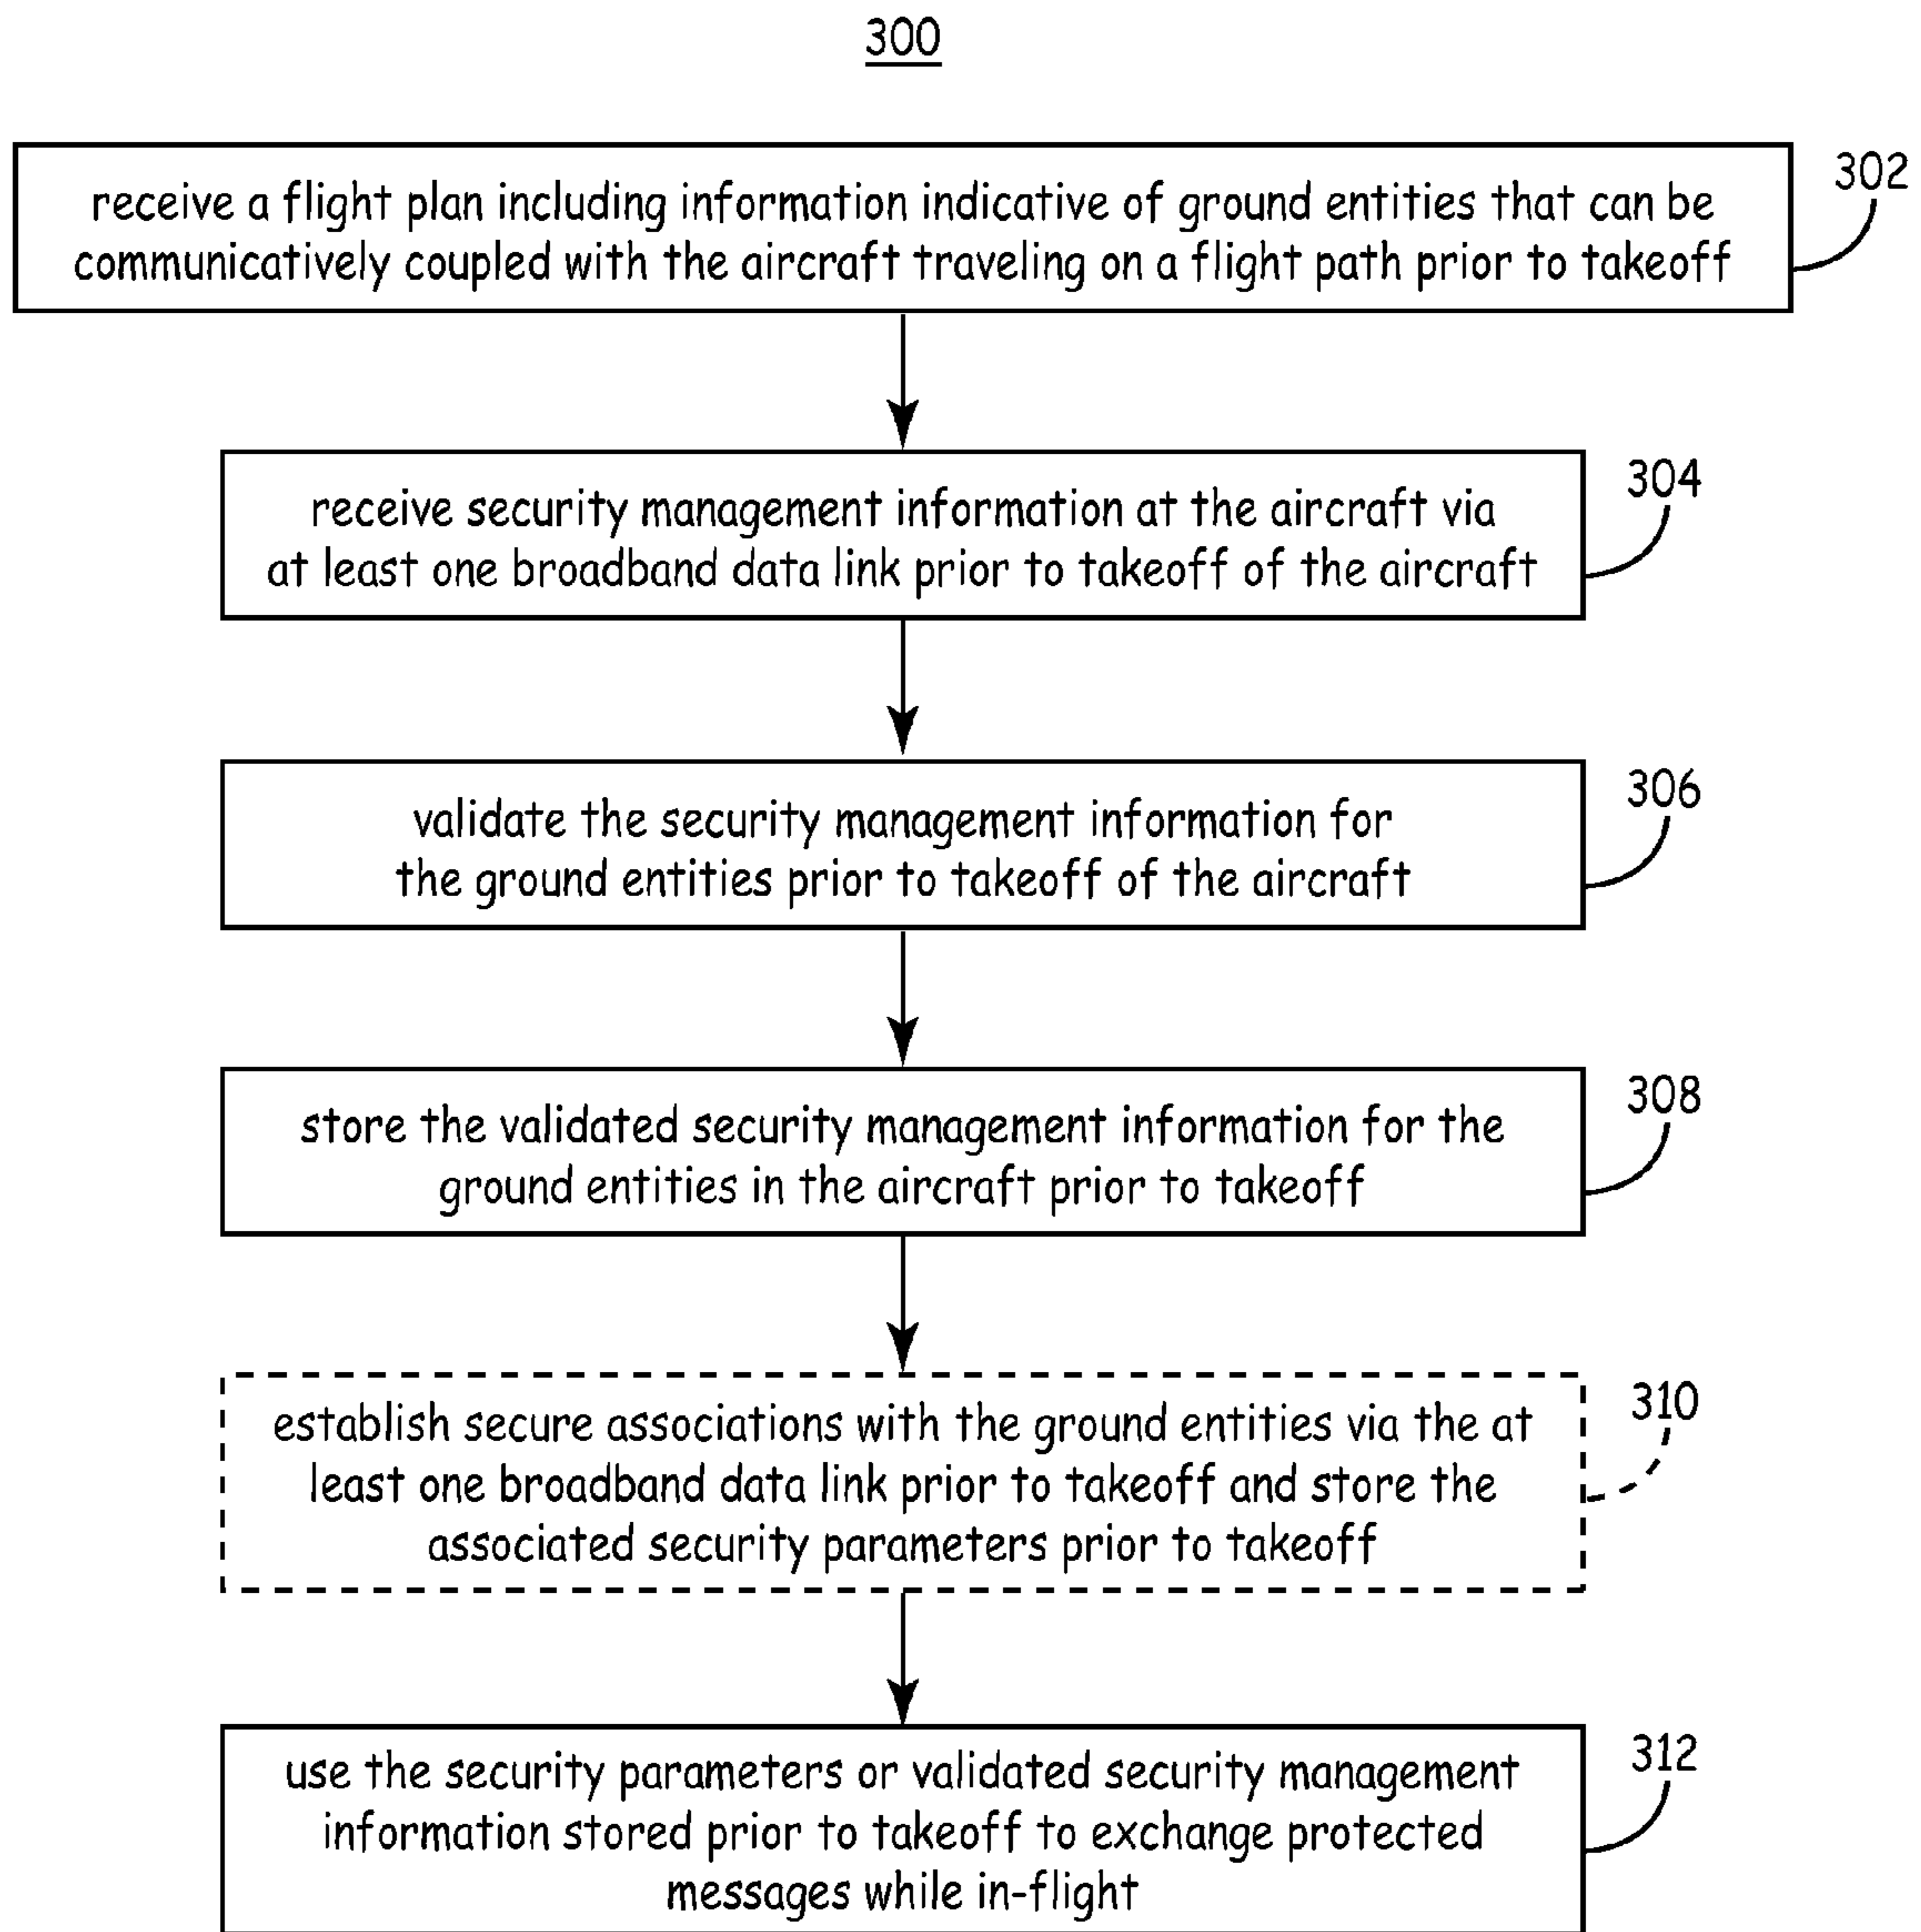 300
302
receive a flight plan including information indicative of ground entities that can be
communicatively coupled with the aircraft traveling on a flight path prior to takeoff
304
receive security management information at the aircraft via
at least one broadband data link prior to takeoff of the aircraft
306
validate the security management information for
the ground entities prior to takeoff of the aircraft
308
store the validated security management information for the
ground entities in the aircraft prior to takeoff
310
establish secure associations with the ground entities via the at
least one broadband data link prior to takeoff and store the
associated security parameters prior to takeoff
312
use the security parameters or validated security management
information stored prior to takeoff to exchange protected
messages while in-flight